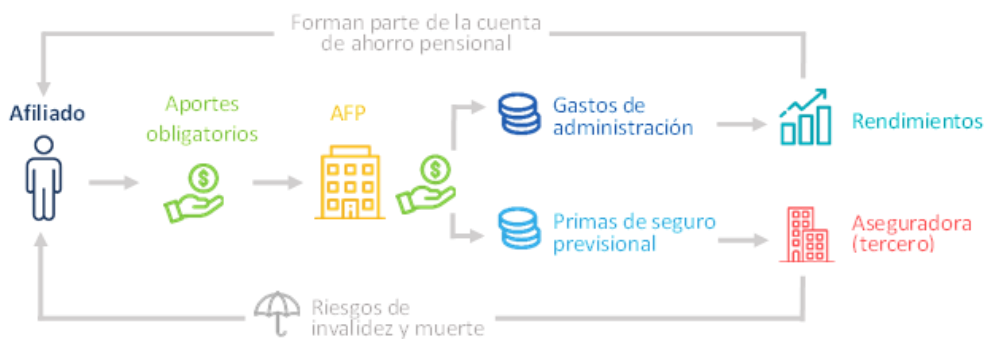 Forman parte de la cuenta
de ahorro pensional
Afiliado
Aportes
obligatorios
AFP
$
$
Gastos de
administración
Rendimientos
Primas de seguro
previsional
Aseguradora
(tercero)
Riesgos de
invalidez y muerte